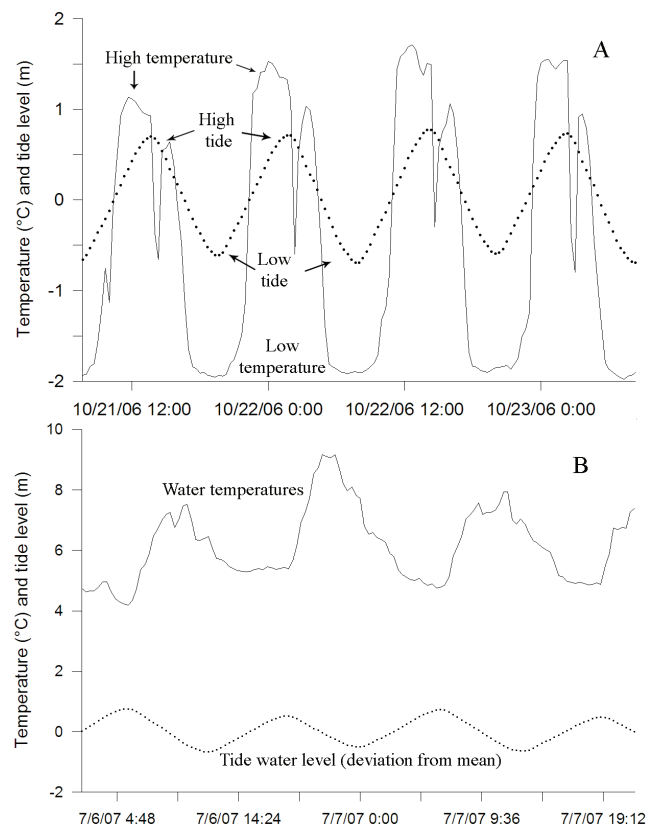 A
Temperature (°C) and tide level (m)
2
1
0
-1
-2
High temperature
High
tide
Low
tide
Low
temperature
10/21/06 12:00
10/22/06 0:00
10/22/06 12:00
10/23/06 0:00
B
Temperature (°C) and tide level (m)
10
8
6
4
2
0
-2
Water temperatures
Tide water level (deviation from mean)
7/6/07 4:48
7/6/07 14:24
7/7/07 0:00
7/7/07 9:36
7/7/07 19:12